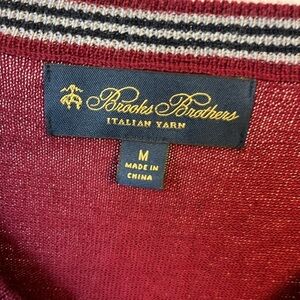 Brooks Brothers
ITALIAN YARN
M
MADE IN
CHINA